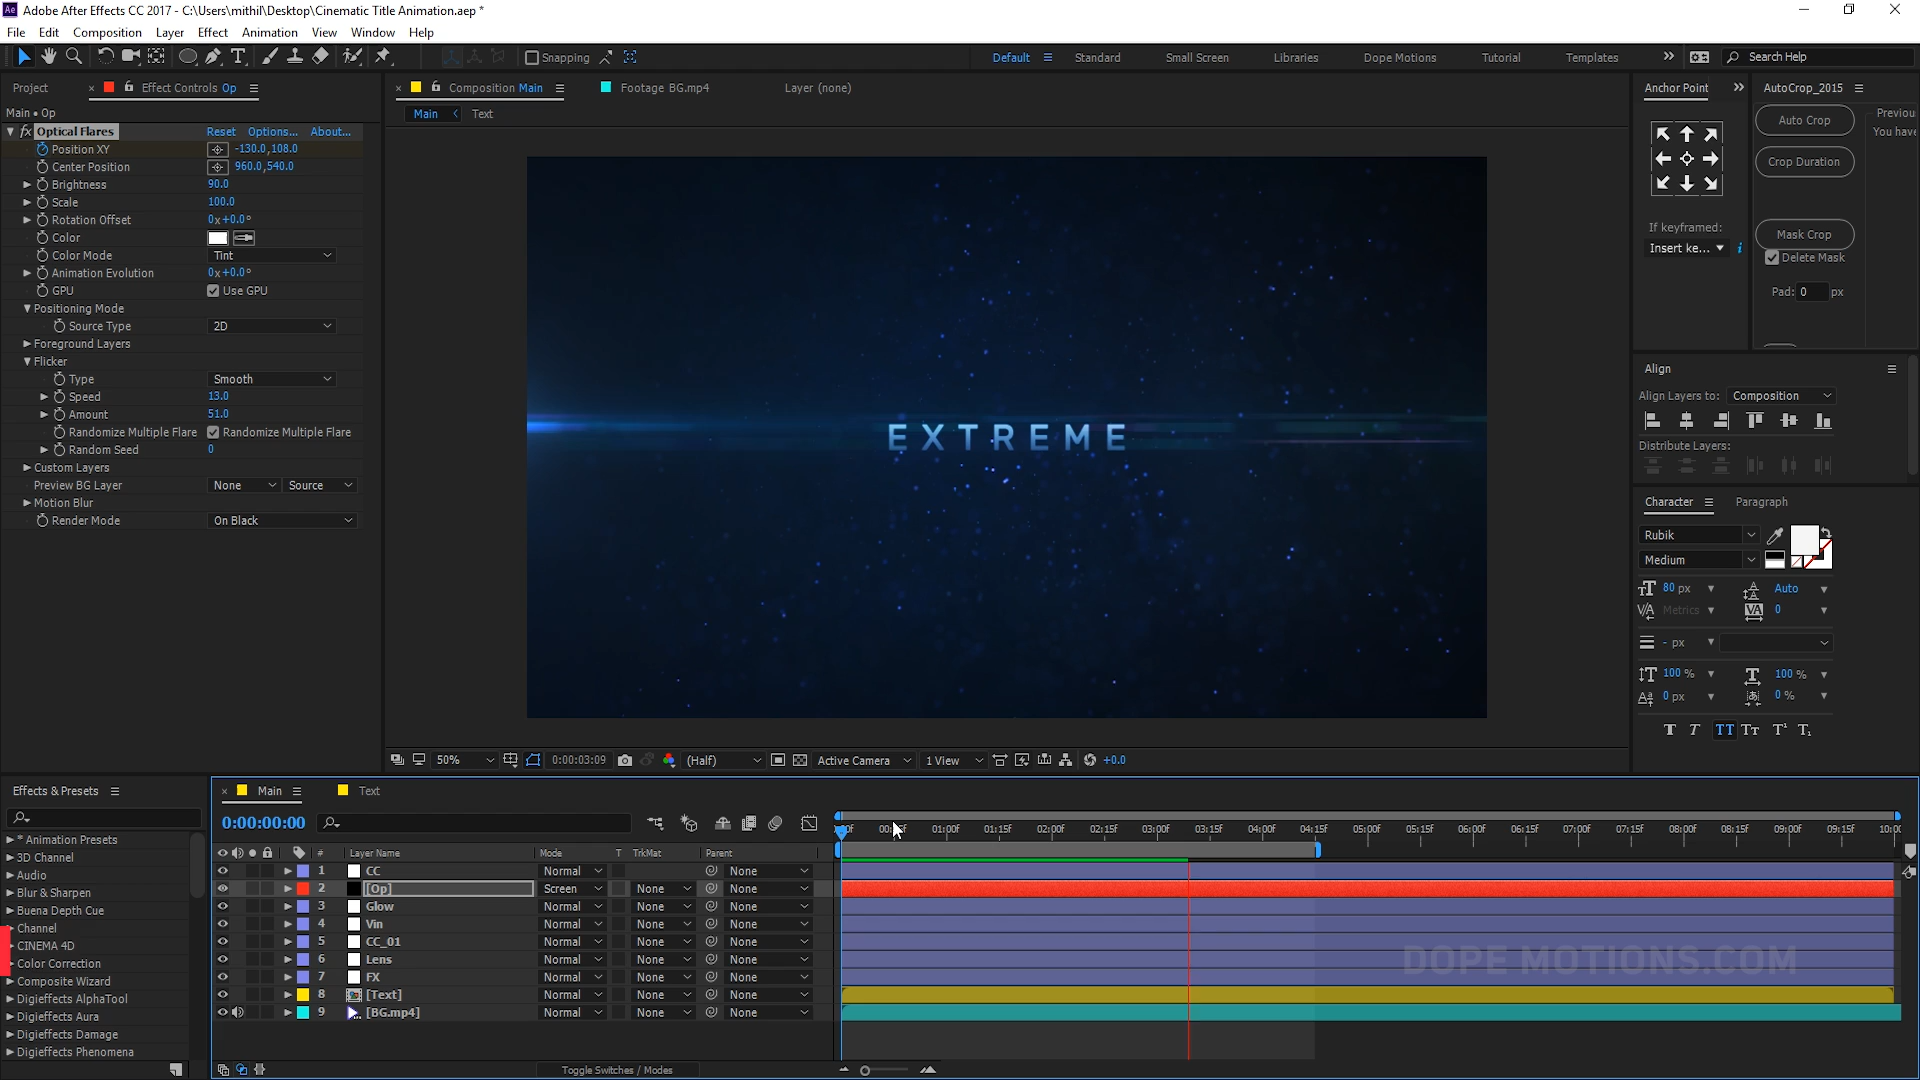 Adobe After Effects CC 2017 - C:\Users\mithil\Desktop\Cinematic Title Animation.aep *
File Edit Composition Layer Effect Animation View Window Help
Snapping Default Standard Small Screen Libraries Dope Motions Tutorial Templates Search Help
Project Effect Controls Op
Composition Main Footage BG.mp4 Layer (none)
Main • Op
Main Text
Optical Flares Reset Options... About...
Position XY -130.0,108.0
Center Position 960.0,540.0
Brightness 90.0
Scale 100.0
Rotation Offset 0x+0.0°
Color
Color Mode Tint
Animation Evolution 0x+0.0°
GPU Use GPU
Positioning Mode
Source Type 2D
Foreground Layers
Flicker
Type Smooth
Speed 13.0
Amount 51.0
Randomize Multiple Flare Randomize Multiple Flare
Random Seed 0
Custom Layers
Preview BG Layer None Source
Motion Blur
Render Mode On Black
EXTREME
50% 0:00:03:09 (Half) Active Camera 1 View +0.0
Anchor Point
If keyframed:
Insert ke...
AutoCrop_2015
Auto Crop
Previou
You have
Crop Duration
Mask Crop
Delete Mask
Pad: 0 px
Align
Align Layers to: Composition
Distribute Layers:
Character Paragraph
Rubik
Medium
80 px Auto
Metrics 0
- px
100 % 100 %
0 px 0 %
Effects & Presets
* Animation Presets
3D Channel
Audio
Blur & Sharpen
Buena Depth Cue
Channel
CINEMA 4D
Color Correction
Composite Wizard
Digieffects AlphaTool
Digieffects Aura
Digieffects Damage
Digieffects Phenomena
Main Text
0:00:00:00
01:00f 01:15f 02:00f 02:15f 03:00f 03:15f 04:00f 04:15f 05:00f 05:15f 06:00f 06:15f 07:00f 07:15f 08:00f 08:15f 09:00f 09:15f
# Layer Name Mode T TrkMat Parent
1 CC Normal None
2 [Op] Screen None None
3 Glow Normal None None
4 Vin Normal None None
5 CC_01 Normal None None
6 Lens Normal None None
7 FX Normal None None
8 [Text] Normal None None
9 [BG.mp4] Normal None None
DOPE MOTIONS.COM
Toggle Switches / Modes